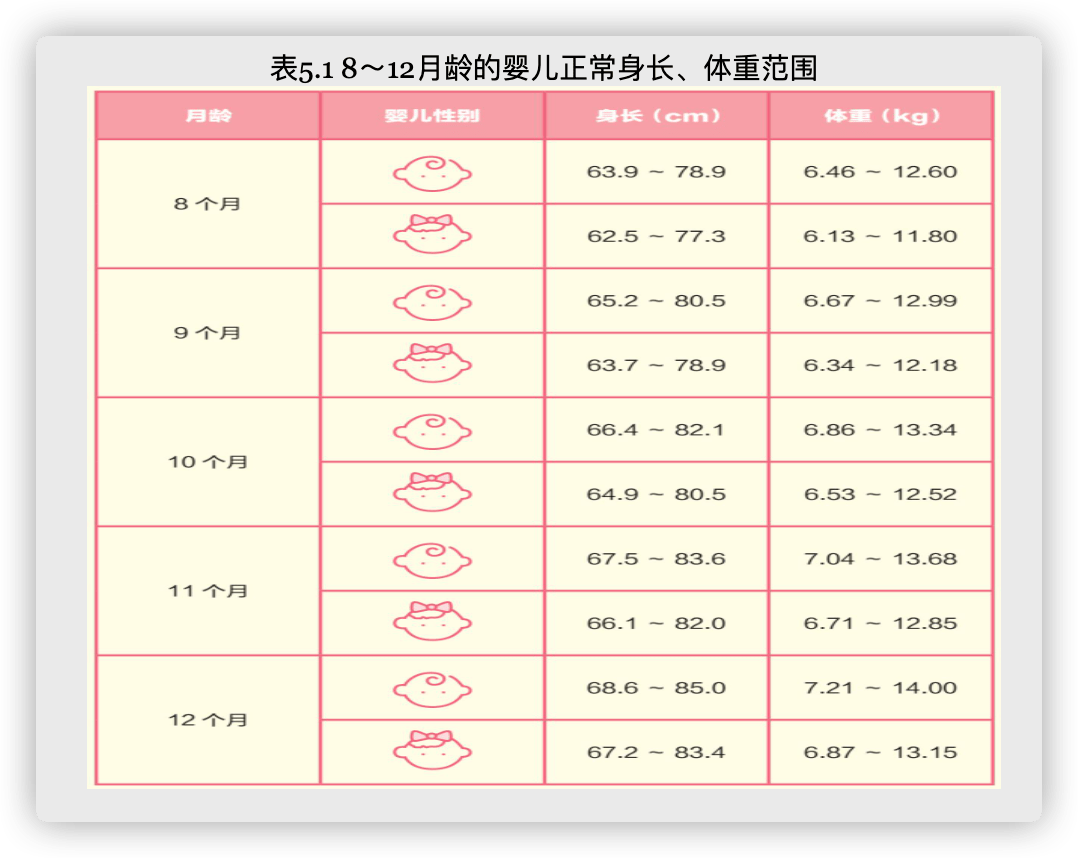 表5.1 8～12月龄的婴儿正常身长、体重范围
月龄 婴儿性别 身长（cm） 体重（kg）
8 个月 63.9 ~ 78.9 6.46 ~ 12.60
62.5 ~ 77.3 6.13 ~ 11.80
9 个月 65.2 ~ 80.5 6.67 ~ 12.99
63.7 ~ 78.9 6.34 ~ 12.18
10 个月 66.4 ~ 82.1 6.86 ~ 13.34
64.9 ~ 80.5 6.53 ~ 12.52
11 个月 67.5 ~ 83.6 7.04 ~ 13.68
66.1 ~ 82.0 6.71 ~ 12.85
12 个月 68.6 ~ 85.0 7.21 ~ 14.00
67.2 ~ 83.4 6.87 ~ 13.15